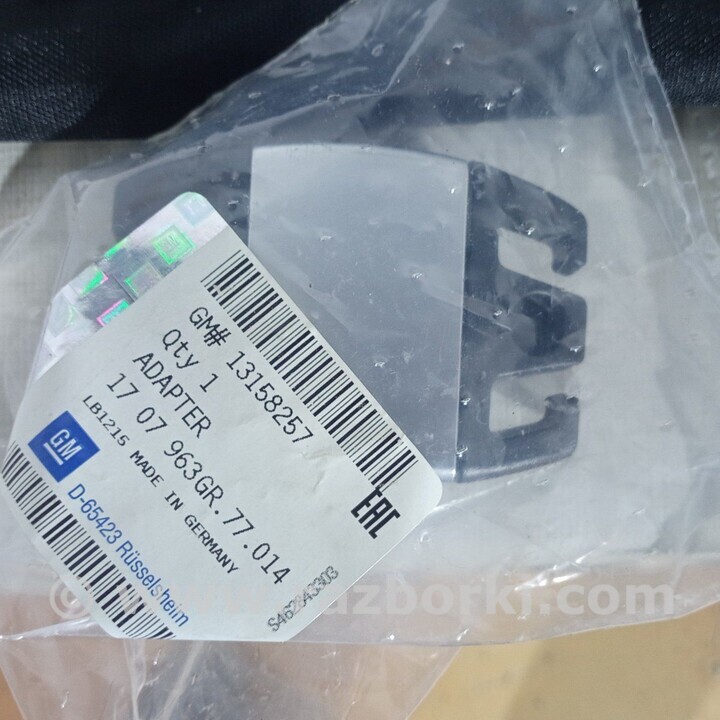 GM# 13158257
Qty 1
ADAPTER
17 07 963GR.77.014
LB1215 MADE IN GERMANY
GM
D-65423 Rüsselsheim
EAC
S462843303